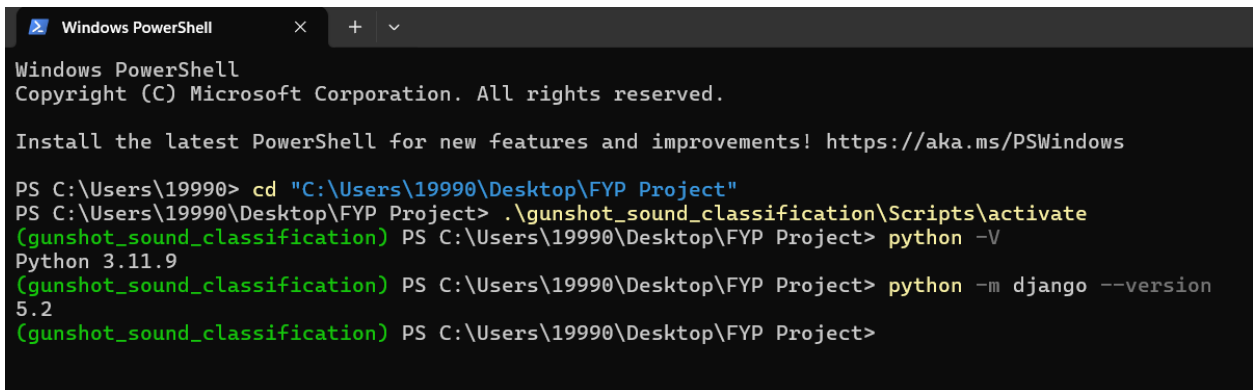 Windows PowerShell
Windows PowerShell
Copyright (C) Microsoft Corporation. All rights reserved.
Install the latest PowerShell for new features and improvements! https://aka.ms/PSWindows
PS C:\Users\19990> cd "C:\Users\19990\Desktop\FYP Project"
PS C:\Users\19990\Desktop\FYP Project> .\gunshot_sound_classification\Scripts\activate
(gunshot_sound_classification) PS C:\Users\19990\Desktop\FYP Project> python -V
Python 3.11.9
(gunshot_sound_classification) PS C:\Users\19990\Desktop\FYP Project> python -m django --version
5.2
(gunshot_sound_classification) PS C:\Users\19990\Desktop\FYP Project>